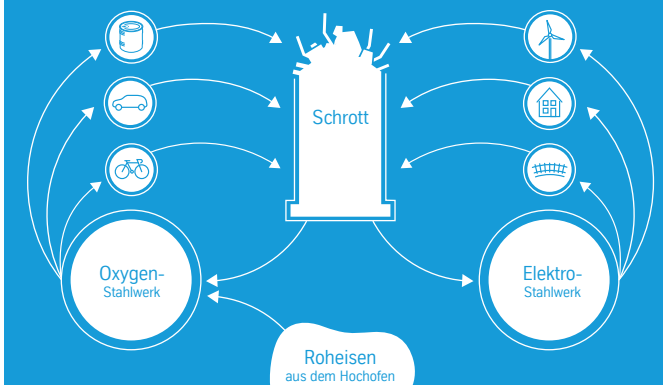 Schrott
Oxygen-
Stahlwerk
Elektro-
Stahlwerk
Roheisen
aus dem Hochofen